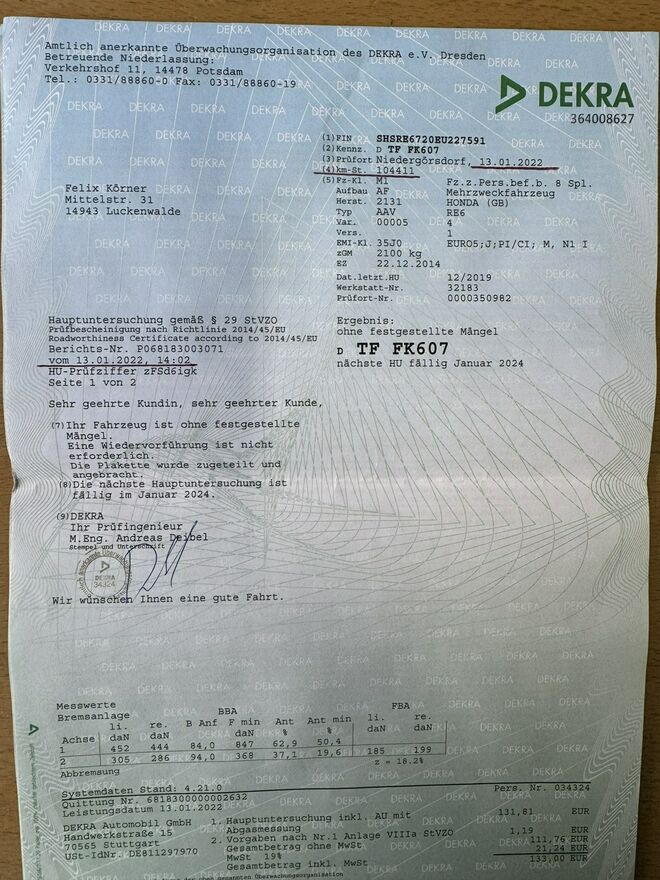 Amtlich anerkannte Überwachungsorganisation des DEKRA e.V. Dresden
Betreuende Niederlassung:
Verkehrshof 11, 14478 Potsdam
Tel.: 0331/88860-0 Fax: 0331/88860-19
DEKRA
364008627
(1) FIN SHSRE6720EU227591
(2) Kennz. D TF FK607
(3) Prüfort Niedergörsdorf, 13.01.2022
(4) km-St. 104411
(5) Fz-Kl. M1 Fz.z.Pers.bef.b. 8 Spl.
Aufbau AF Mehrzweckfahrzeug
Herst. 2131 HONDA (GB)
Typ AAV RE6
Var. 00005 4
Vers. 1
EMI-Kl. 35J0 EURO5;J;PI/CI; M, N1 I
zGM 2100 kg
EZ 22.12.2014
Dat.letzt.HU 12/2019
Werkstatt-Nr. 32183
Prüfort-Nr. 0000350982
Felix Körner
Mittelstr. 31
14943 Luckenwalde
Hauptuntersuchung gemäß § 29 StVZO
Prüfbescheinigung nach Richtlinie 2014/45/EU
Roadworthiness Certificate according to 2014/45/EU
Berichts-Nr. P068183003071
vom 13.01.2022, 14:02
HU-Prüfziffer zFSd6igk
Seite 1 von 2
Ergebnis:
ohne festgestellte Mängel
D TF FK607
nächste HU fällig Januar 2024
Sehr geehrte Kundin, sehr geehrter Kunde,
(7) Ihr Fahrzeug ist ohne festgestellte
Mängel.
Eine Wiedervorführung ist nicht
erforderlich.
Die Plakette wurde zugeteilt und
angebracht.
(8) Die nächste Hauptuntersuchung ist
fällig im Januar 2024.
(9) DEKRA
Ihr Prüfingenieur
M.Eng. Andreas Deibel
Stempel und Unterschrift
DEKRA
34324
Wir wünschen Ihnen eine gute Fahrt.
Messwerte
Bremsanlage BBA FBA
li. re. B Anf F min Ant Ant min li. re.
Achse daN daN % daN % % daN daN
1 452 444 84,0 847 62,9 50,4
2 305 286 94,0 368 37,1 19,6 185 199
Abbremsung z = 18.2%
Systemdaten Stand: 4.21.0 Pers. Nr. 034324
Quittung Nr. 6818300000002632
Leistungsdatum 13.01.2022
DEKRA Automobil GmbH
Handwerkstraße 15
70565 Stuttgart
USt-IdNr. DE811297970
1. Hauptuntersuchung inkl. AU mit 131,81 EUR
Abgasmessung
2. Vorgaben nach Nr.1 Anlage VIIIa StVZO 1,19 EUR
Gesamtbetrag ohne MwSt 111,76 EUR
MwSt 19% 21,24 EUR
Gesamtbetrag inkl. MwSt 133,00 EUR